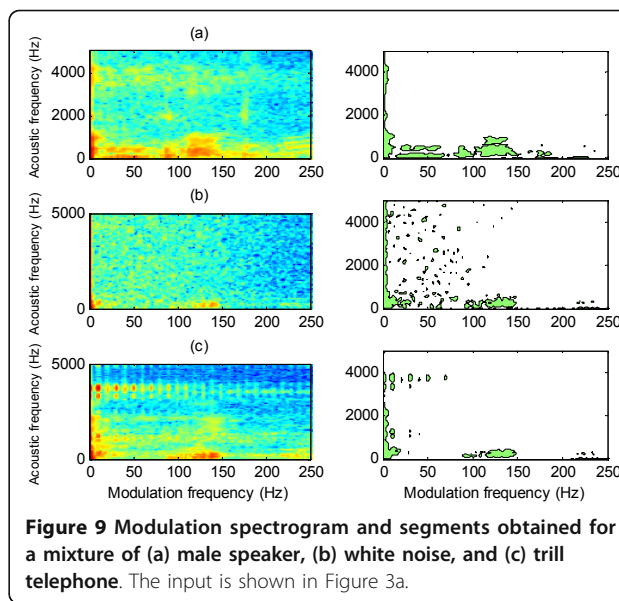 (a)
Acoustic frequency (Hz)
4000
2000
0
0 50 100 150 200 250
4000
2000
0
0 50 100 150 200 250
(b)
Acoustic frequency (Hz)
5000
0
0 50 100 150 200 250
4000
2000
0
0 50 100 150 200 250
(c)
Acoustic frequency (Hz)
5000
0
0 50 100 150 200 250
Modulation frequency (Hz)
4000
2000
0
0 50 100 150 200 250
Modulation frequency (Hz)
Figure 9 Modulation spectrogram and segments obtained for
a mixture of (a) male speaker, (b) white noise, and (c) trill
telephone. The input is shown in Figure 3a.